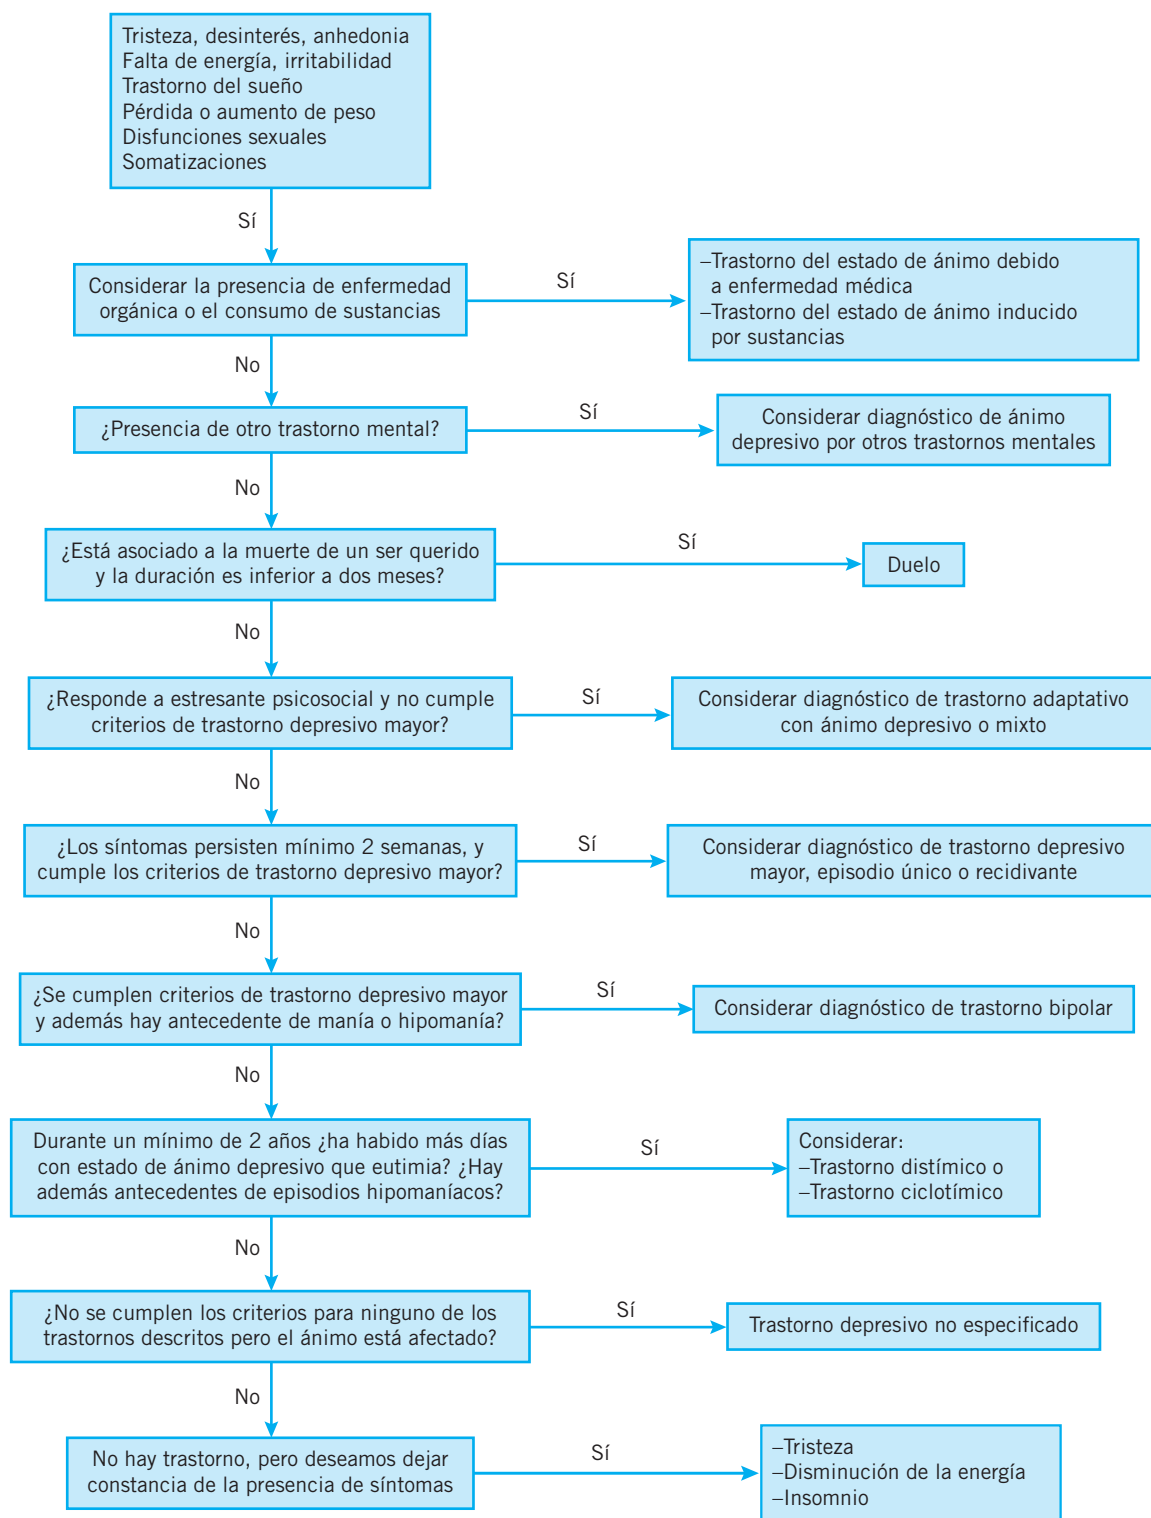 Tristeza, desinterés, anhedonia
Falta de energía, irritabilidad
Trastorno del sueño
Pérdida o aumento de peso
Disfunciones sexuales
Somatizaciones
Sí
Considerar la presencia de enfermedad
orgánica o el consumo de sustancias
Sí
–Trastorno del estado de ánimo debido
a enfermedad médica
–Trastorno del estado de ánimo inducido
por sustancias
No
¿Presencia de otro trastorno mental?
Sí
Considerar diagnóstico de ánimo
depresivo por otros trastornos mentales
No
¿Está asociado a la muerte de un ser querido
y la duración es inferior a dos meses?
Sí
Duelo
No
¿Responde a estresante psicosocial y no cumple
criterios de trastorno depresivo mayor?
Sí
Considerar diagnóstico de trastorno adaptativo
con ánimo depresivo o mixto
No
¿Los síntomas persisten mínimo 2 semanas, y
cumple los criterios de trastorno depresivo mayor?
Sí
Considerar diagnóstico de trastorno depresivo
mayor, episodio único o recidivante
No
¿Se cumplen criterios de trastorno depresivo mayor
y además hay antecedente de manía o hipomanía?
Sí
Considerar diagnóstico de trastorno bipolar
No
Durante un mínimo de 2 años ¿ha habido más días
con estado de ánimo depresivo que eutimia? ¿Hay
además antecedentes de episodios hipomaníacos?
Sí
Considerar:
–Trastorno distímico o
–Trastorno ciclotímico
No
¿No se cumplen los criterios para ninguno de los
trastornos descritos pero el ánimo está afectado?
Sí
Trastorno depresivo no especificado
No
No hay trastorno, pero deseamos dejar
constancia de la presencia de síntomas
Sí
–Tristeza
–Disminución de la energía
–Insomnio